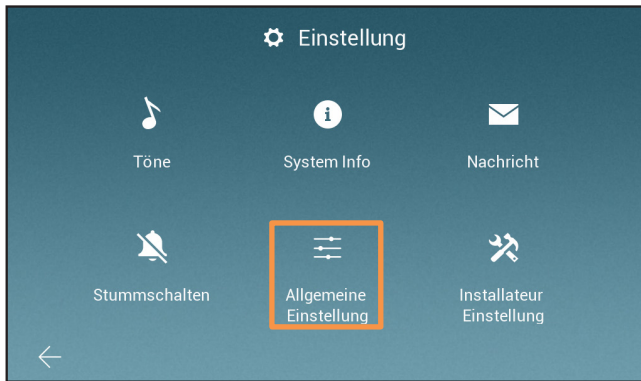 Einstellung
Töne
System Info
Nachricht
Stummschalten
Allgemeine
Einstellung
Installateur
Einstellung